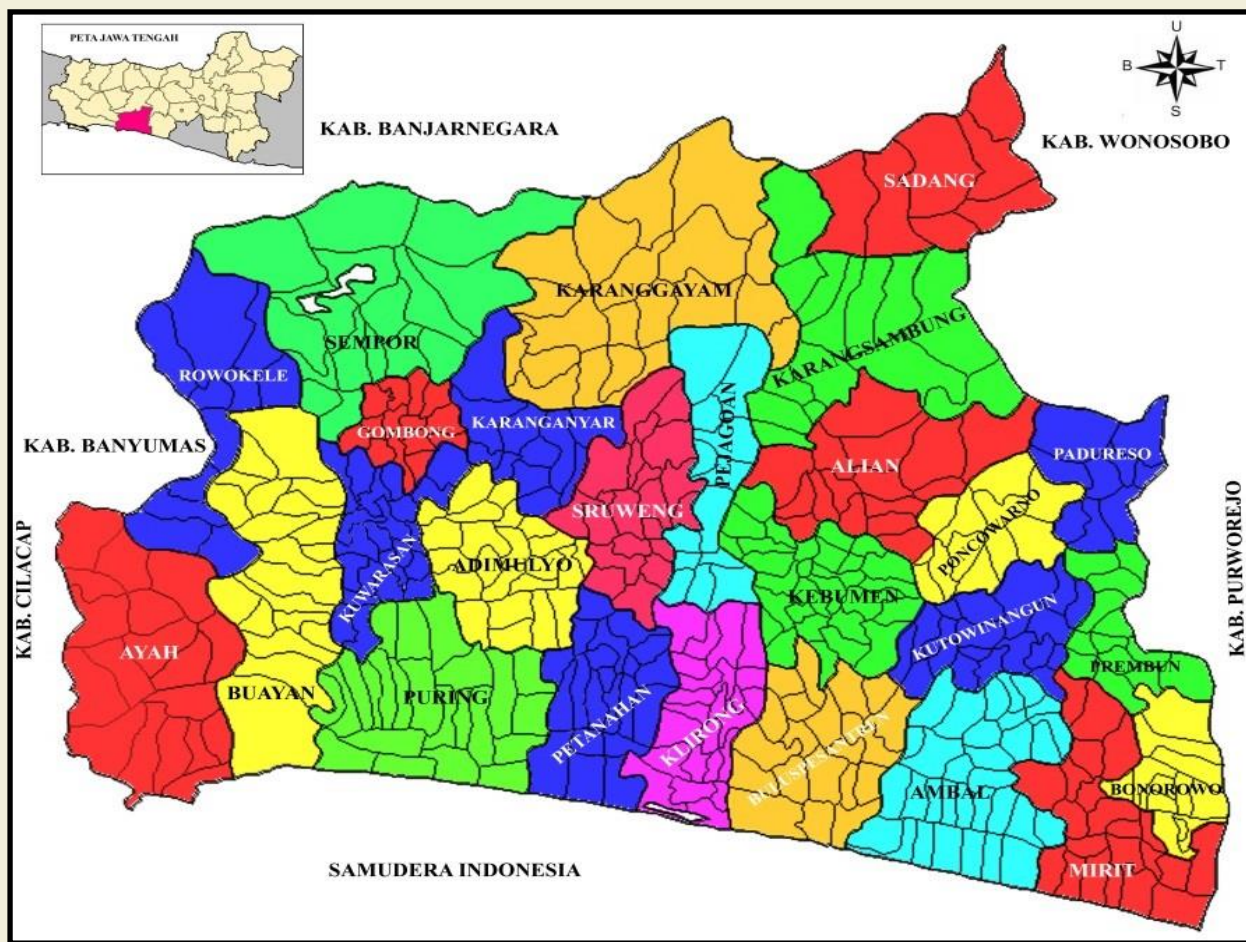 PETA JAWA TENGAH
U
B T
S
KAB. BANJARNEGARA
KAB. WONOSOBO
SADANG
KARANGGAYAM
KARANGSAMBUNG
SEMPOR
ROWOKELE
GOMBONG
KARANGANYAR
PEJAGOAN
KAB. BANYUMAS
ALIAN
PADURESO
SRUWENG
PONCOWARNO
KAB. CILACAP
KAB. PURWOREJO
KUWARASAN
ADIMULYO
KEBUMEN
KUTOWINANGUN
AYAH
BUAYAN
PURING
PETANAHAN
KLIRONG
PREMBUN
BULUSPESANTREN
AMBAL
BONOROWO
MIRIT
SAMUDERA INDONESIA